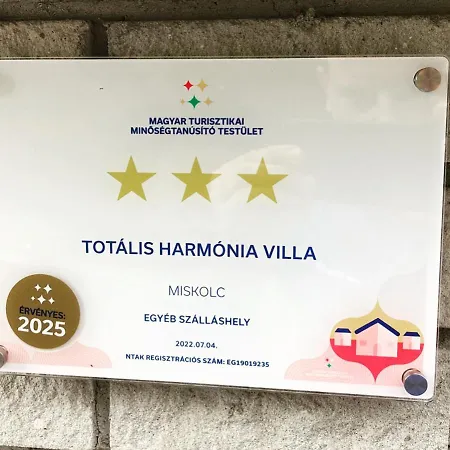 MAGYAR TURISZTIKAI
MINŐSÉGTANÚSÍTÓ TESTÜLET
TOTÁLIS HARMÓNIA VILLA
MISKOLC
EGYÉB SZÁLLÁSHELY
2022.07.04.
NTAK REGISZTRÁCIÓS SZÁM: EG19019235
ÉRVÉNYES:
2025